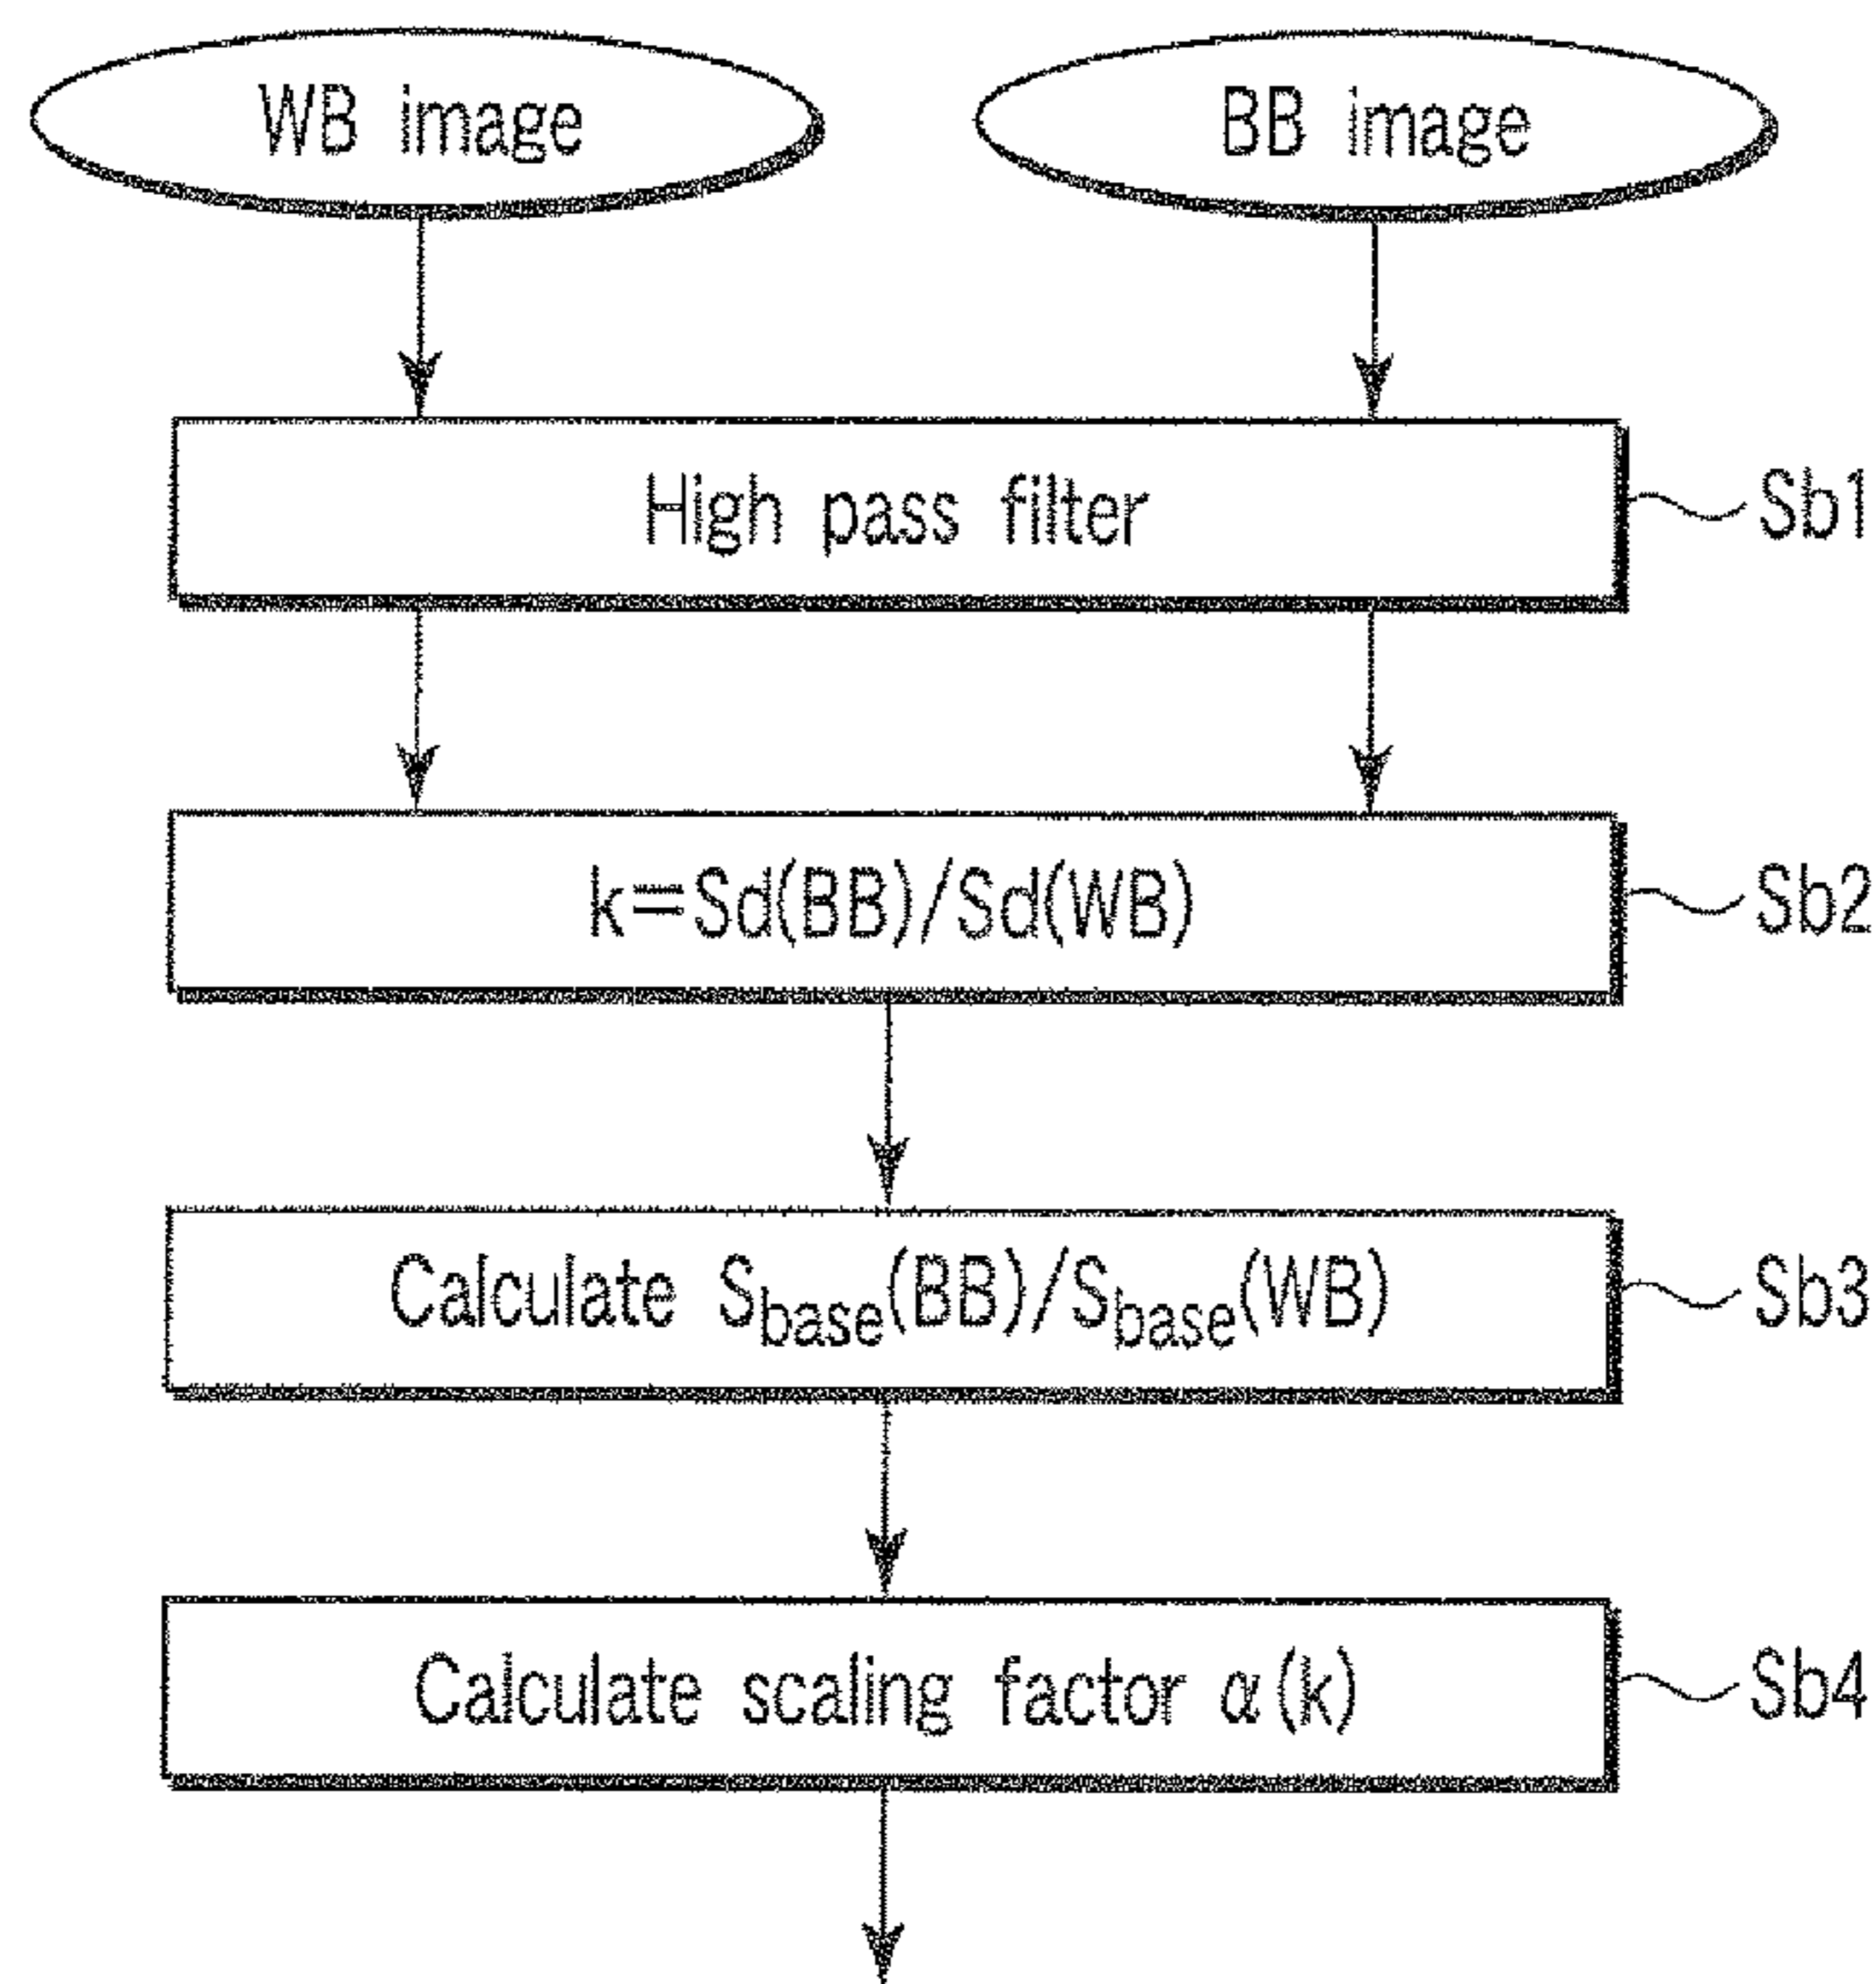 WB image
BB image
High pass filter
Sb1
k=Sd(BB)/Sd(WB)
Sb2
Calculate Sbase(BB)/Sbase(WB)
Sb3
Calculate scaling factor α(k)
Sb4